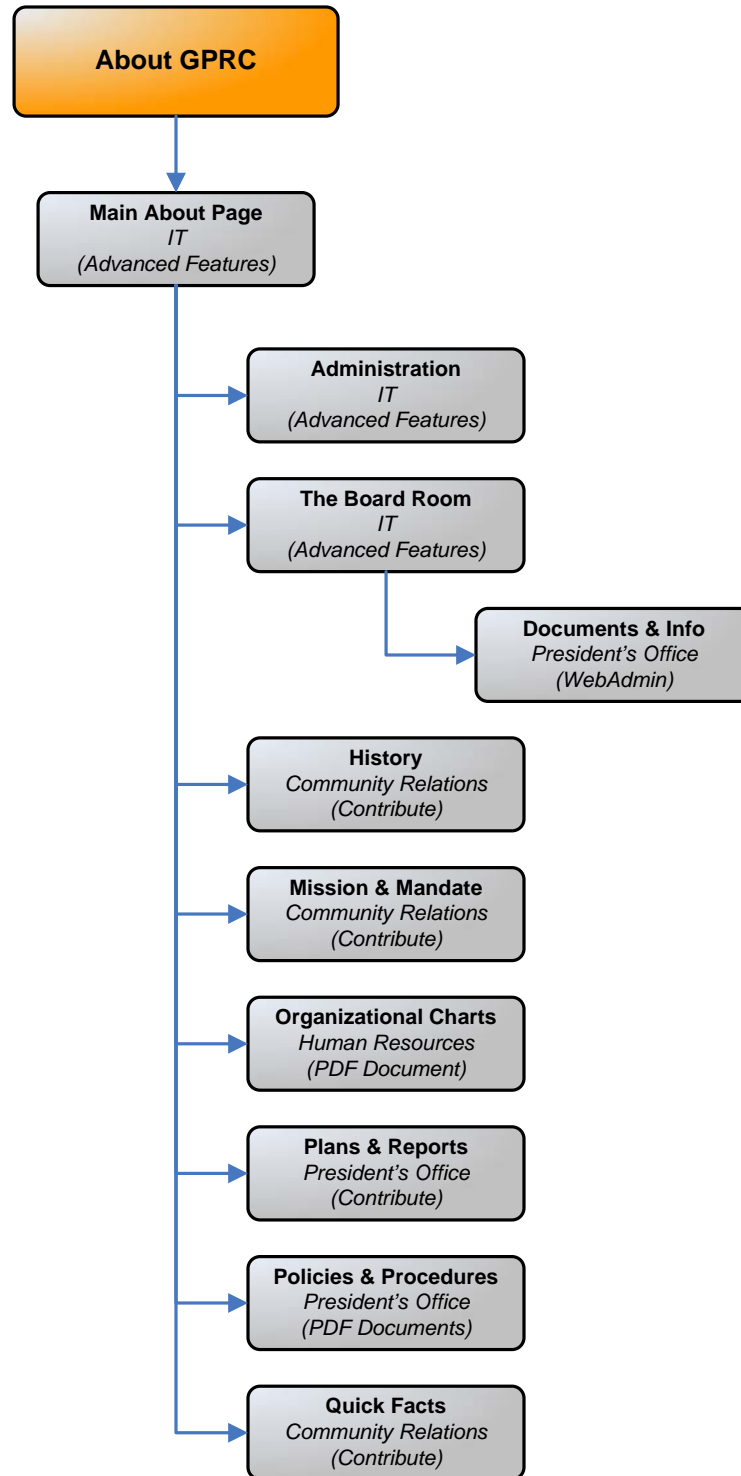 About GPRC
Main About Page
IT
(Advanced Features)
Administration
IT
(Advanced Features)
The Board Room
IT
(Advanced Features)
Documents & Info
President’s Office
(WebAdmin)
History
Community Relations
(Contribute)
Mission & Mandate
Community Relations
(Contribute)
Organizational Charts
Human Resources
(PDF Document)
Plans & Reports
President’s Office
(Contribute)
Policies & Procedures
President’s Office
(PDF Documents)
Quick Facts
Community Relations
(Contribute)